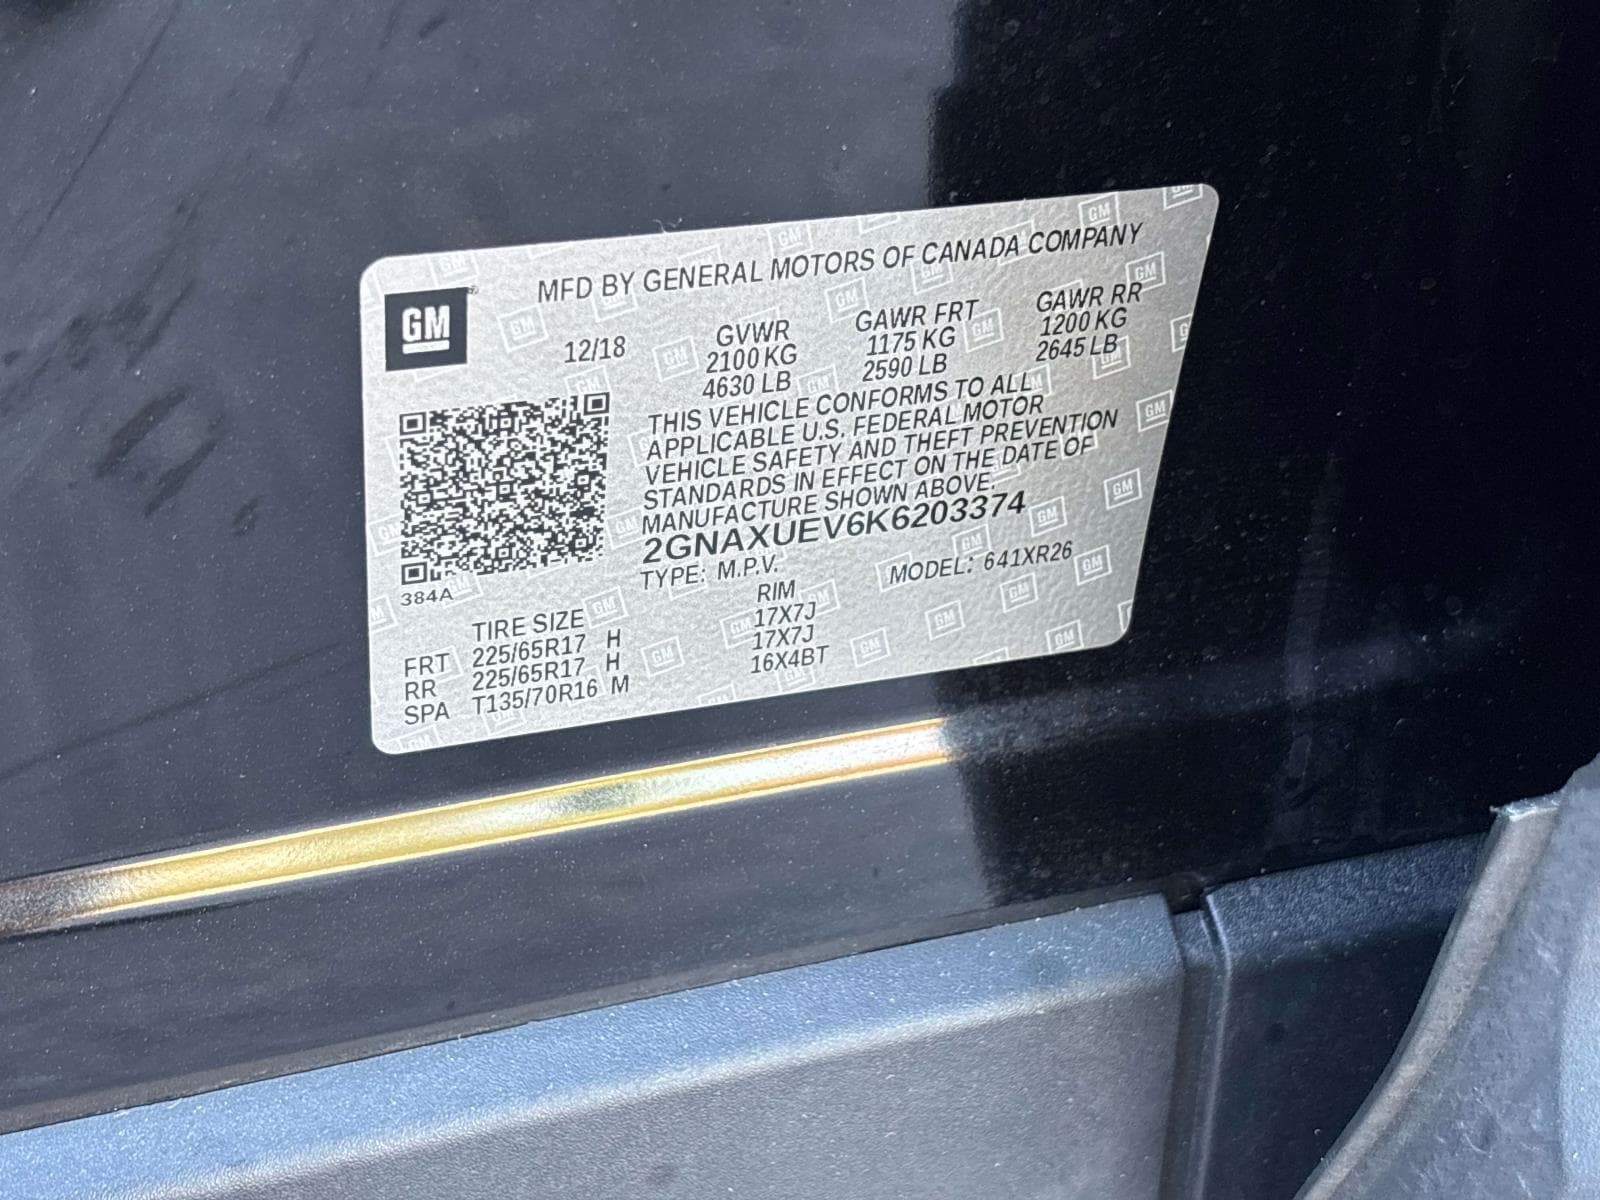 MFD BY GENERAL MOTORS OF CANADA COMPANY
GM
12/18
GVWR
2100 KG
4630 LB
GAWR FRT
1175 KG
2590 LB
GAWR RR
1200 KG
2645 LB
THIS VEHICLE CONFORMS TO ALL
APPLICABLE U.S. FEDERAL MOTOR
VEHICLE SAFETY AND THEFT PREVENTION
STANDARDS IN EFFECT ON THE DATE OF
MANUFACTURE SHOWN ABOVE.
2GNAXUEV6K6203374
TYPE: M.P.V. MODEL: 641XR26
384A
TIRE SIZE RIM
FRT 225/65R17 H 17X7J
RR 225/65R17 H 17X7J
SPA T135/70R16 M 16X4BT